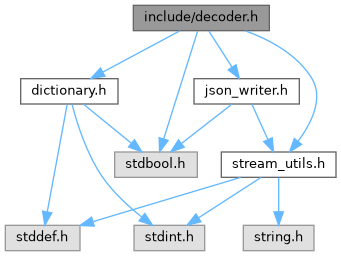 include/decoder.h
dictionary.h
json_writer.h
stdbool.h
stream_utils.h
stddef.h
stdint.h
string.h